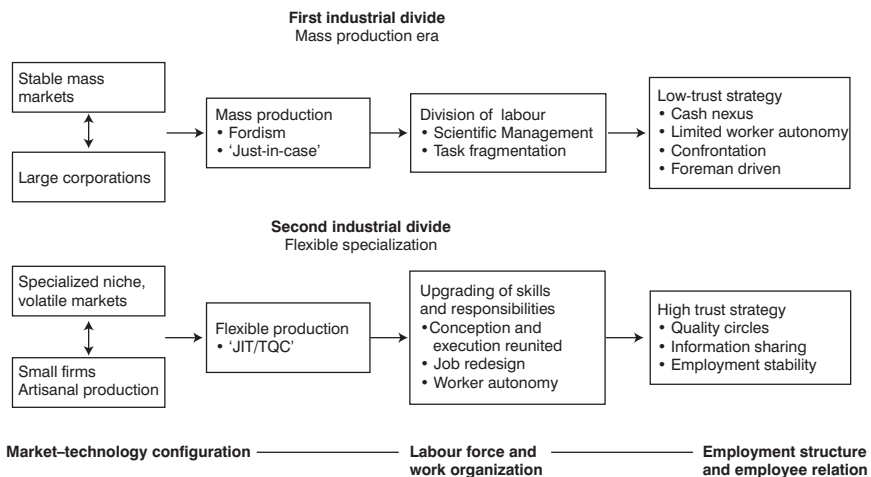 First industrial divide
Mass production era
Stable mass
markets
Large corporations
Mass production
• Fordism
• ‘Just-in-case’
Division of labour
• Scientific Management
• Task fragmentation
Low-trust strategy
• Cash nexus
• Limited worker autonomy
• Confrontation
• Foreman driven
Second industrial divide
Flexible specialization
Specialized niche,
volatile markets
Small firms
Artisanal production
Flexible production
• ‘JIT/TQC’
Upgrading of skills
and responsibilities
•Conception and
execution reunited
• Job redesign
• Worker autonomy
High trust strategy
• Quality circles
• Information sharing
• Employment stability
Market–technology configuration
Labour force and
work organization
Employment structure
and employee relation